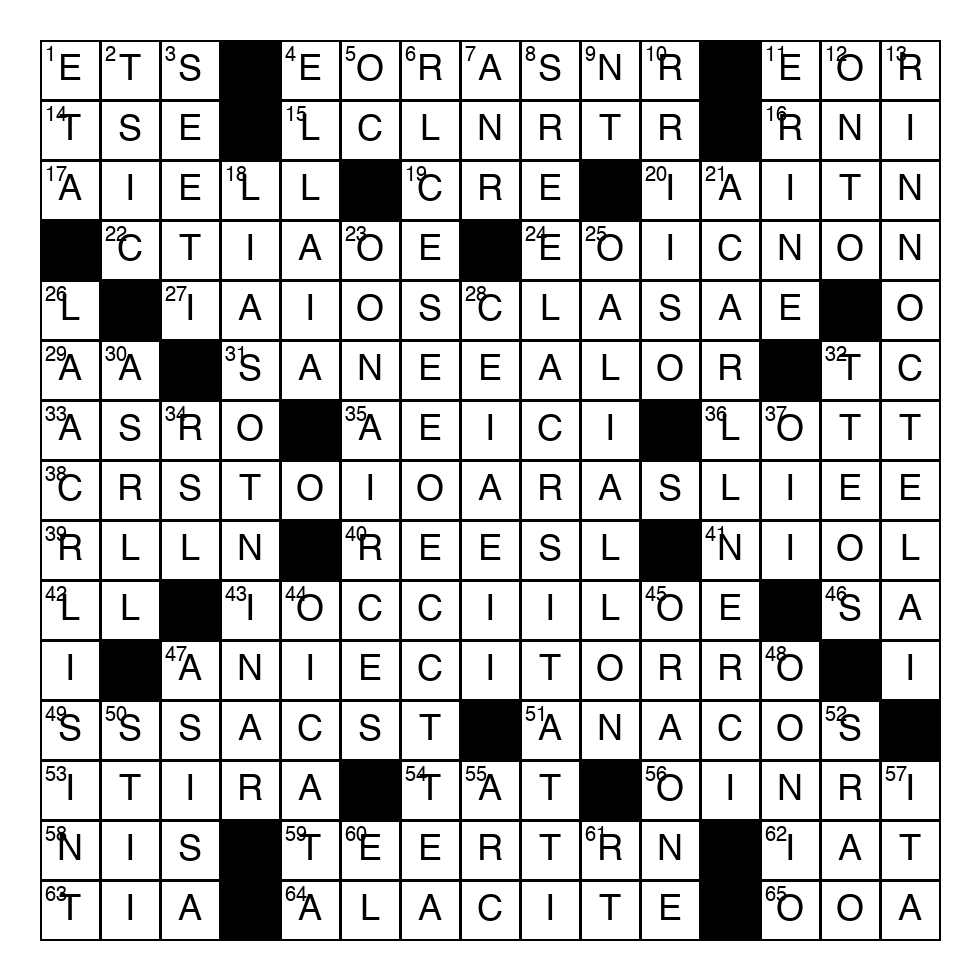 1E 2T 3S 4E 5O 6R 7A 8S 9N 10R 11E 12O 13R
14T S E 15L C L N R T R 16R N I
17A I E 18L L 19C R E 20I 21A I T N
22C T I A 23O E 24E 25O I C N O N
26L 27I A I O S 28C L A S A E O
29A 30A 31S A N E E A L O R 32T C
33A S 34R O 35A E I C I 36L 37O T T
38C R S T O I O A R A S L I E E
39R L L N 40R E E S L 41N I O L
42L L 43I 44O C C I I L 45O E 46S A
I 47A N I E C I T O R R 48O I
49S 50S S A C S T 51A N A C O 52S
53I T I R A 54T 55A T 56O I N R 57I
58N I S 59T 60E E R T 61R N 62I A T
63T I A 64A L A C I T E 65O O A